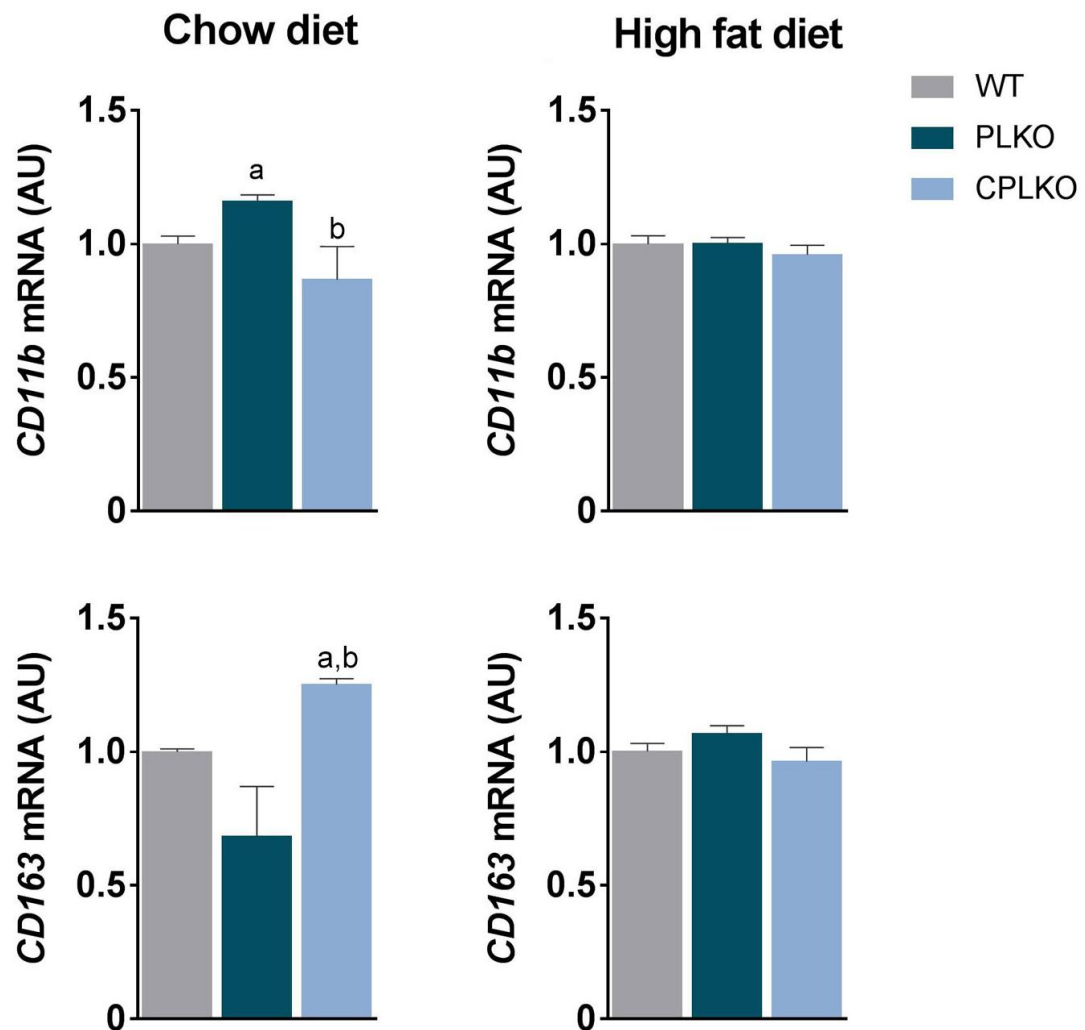 Chow diet
High fat diet
WT
PLKO
CPLKO
CD11b mRNA (AU)
1.5
1.0
0.5
0
a
b
CD11b mRNA (AU)
1.5
1.0
0.5
0
CD163 mRNA (AU)
1.5
1.0
0.5
0
a,b
CD163 mRNA (AU)
1.5
1.0
0.5
0